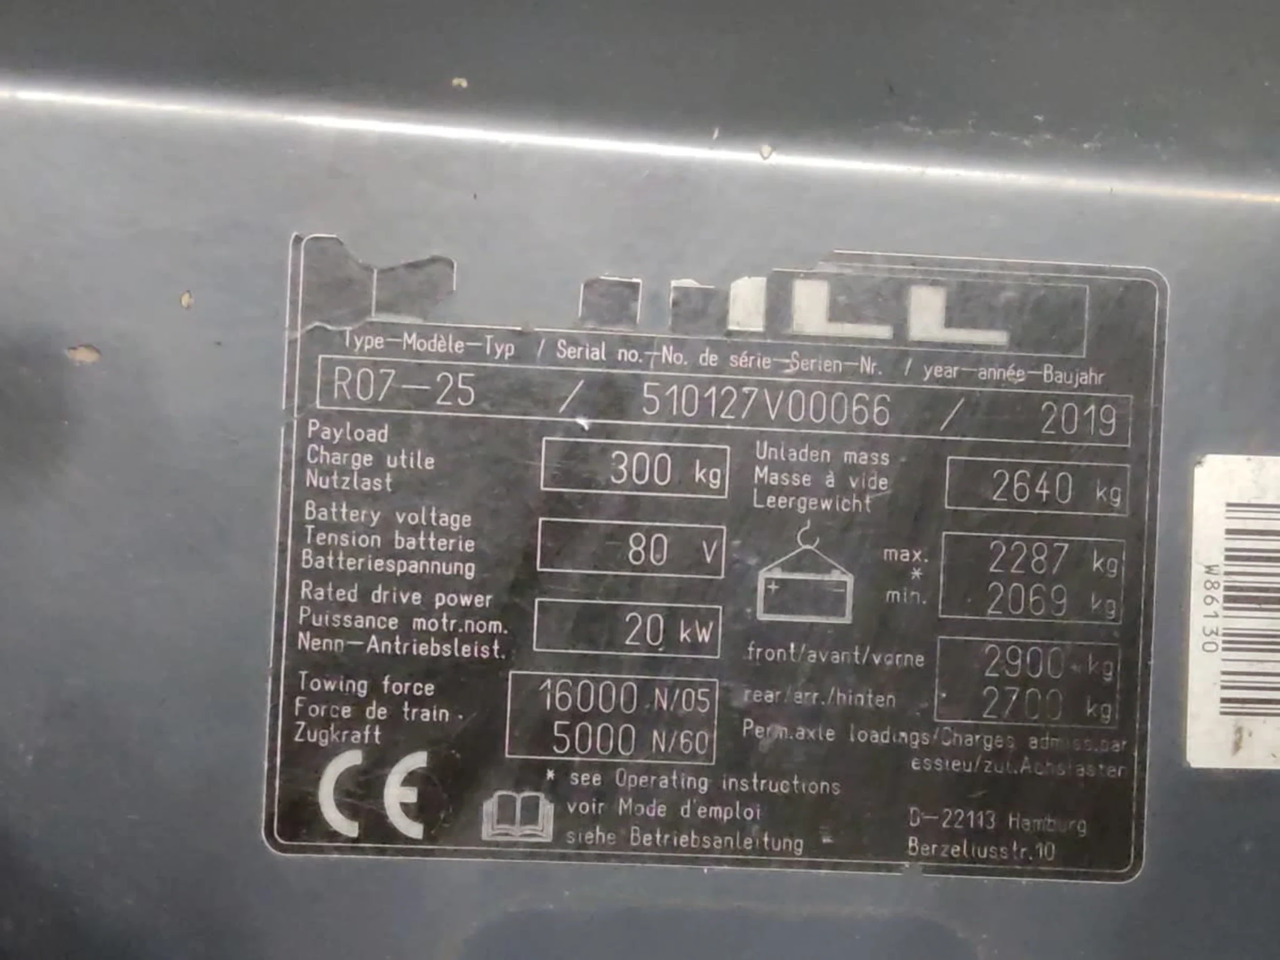 ILL
Type–Modèle–Typ / Serial no.–No. de série–Serien–Nr. / year–année–Baujahr
R07–25 / 510127V00066 / 2019
Payload
Charge utile
Nutzlast
300 kg
Unladen mass
Masse à vide
Leergewicht
2640 kg
Battery voltage
Tension batterie
Batteriespannung
80 V
+ –
max.
*
min.
2287 kg
2069 kg
Rated drive power
Puissance motr.nom.
Nenn–Antriebsleist.
20 kW
front/avant/vorne
2900 kg
rear/arr./hinten
2700 kg
Towing force
Force de train
Zugkraft
16000 N/05
5000 N/60
Perm.axle loadings/Charges admiss.par
essieu/zul.Achslasten
CE
* see Operating instructions
voir Mode d'emploi
siehe Betriebsanleitung
D–22113 Hamburg
Berzeliusstr.10
W86130